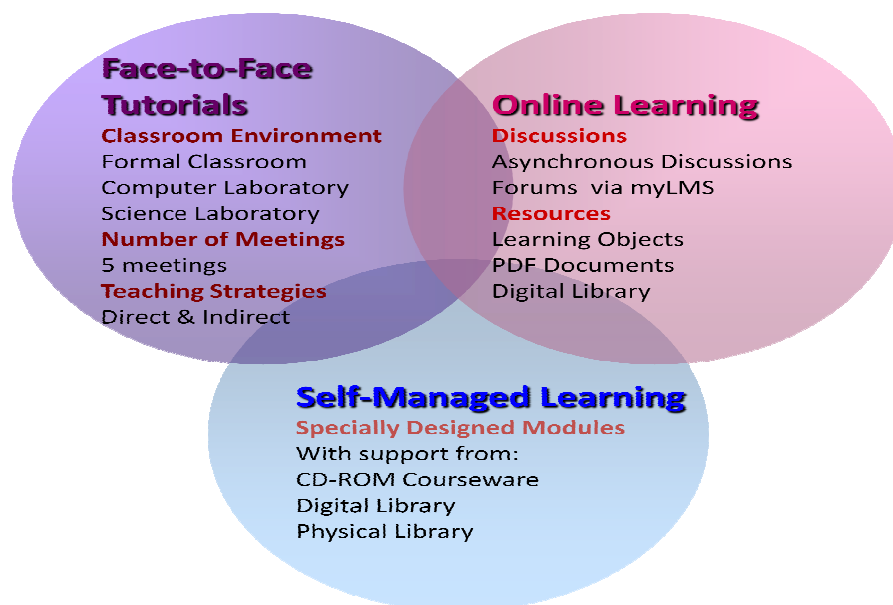 Face-to-Face
Tutorials
Classroom Environment
Formal Classroom
Computer Laboratory
Science Laboratory
Number of Meetings
5 meetings
Teaching Strategies
Direct & Indirect
Online Learning
Discussions
Asynchronous Discussions
Forums via myLMS
Resources
Learning Objects
PDF Documents
Digital Library
Self-Managed Learning
Specially Designed Modules
With support from:
CD-ROM Courseware
Digital Library
Physical Library